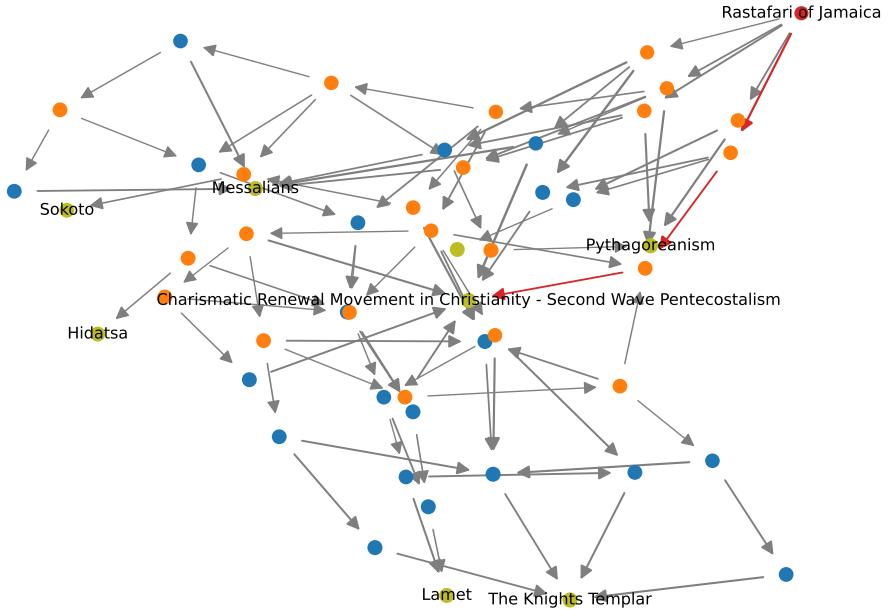 Rastafari of Jamaica
Messalians
Sokoto
Pythagoreanism
Charismatic Renewal Movement in Christianity - Second Wave Pentecostalism
Hidatsa
Lamet
The Knights Templar